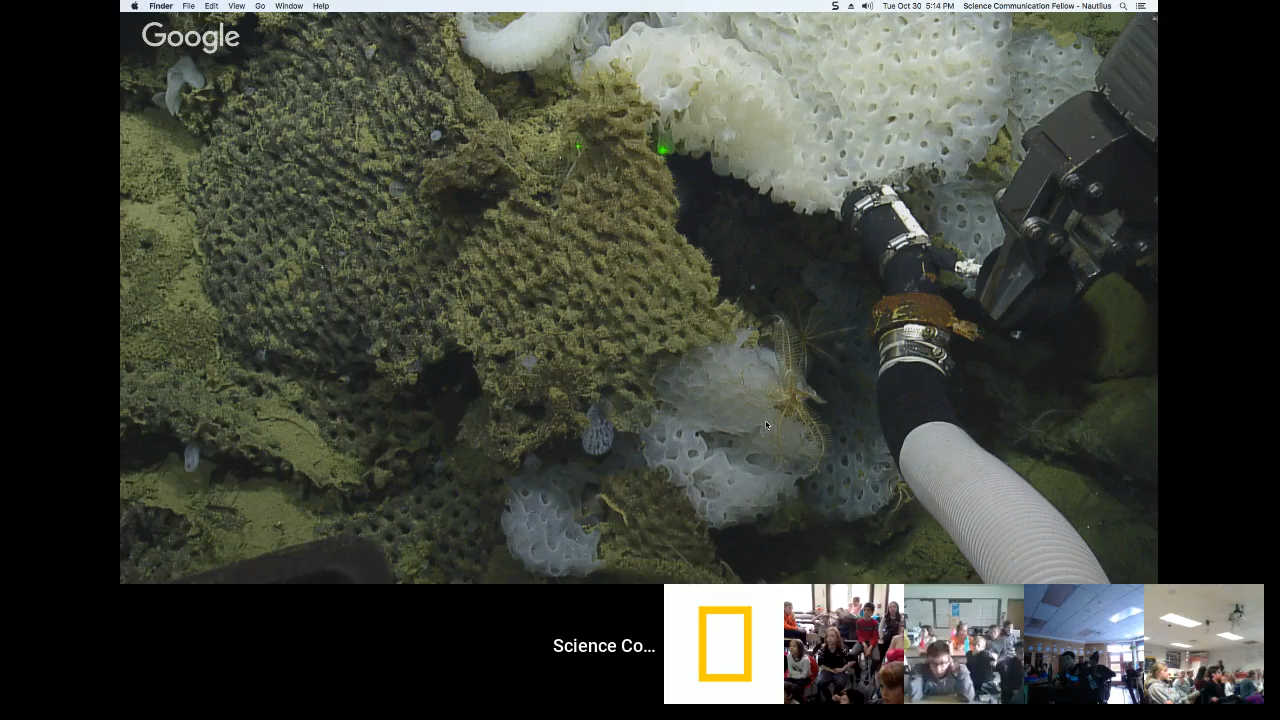 Finder File Edit View Go Window Help S Tue Oct 30 5:14 PM Science Communication Fellow - Nautilus
Google
Science Co...